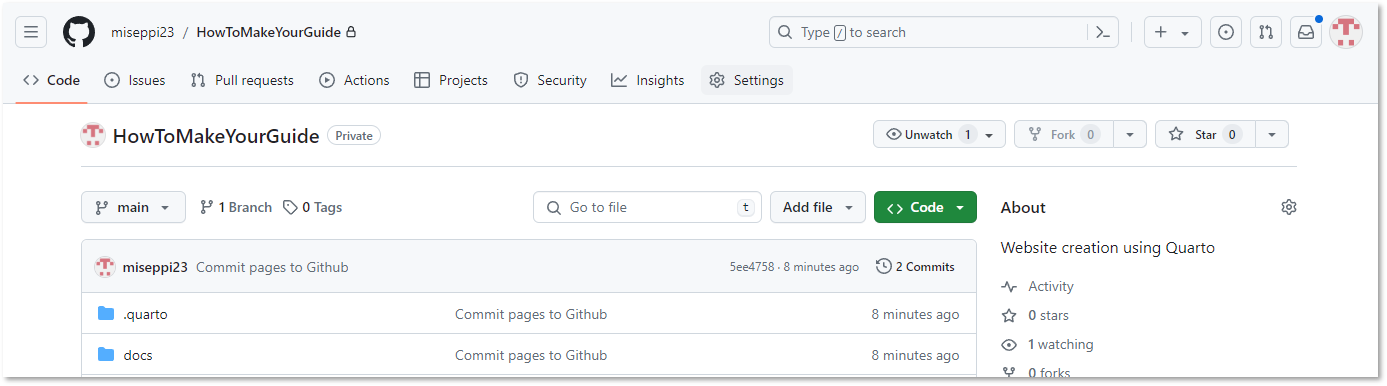 miseppi23 / HowToMakeYourGuide Type / to search
Code Issues Pull requests Actions Projects Security Insights Settings
HowToMakeYourGuide Private Unwatch 1 Fork 0 Star 0
main 1 Branch 0 Tags Go to file t Add file Code About
Website creation using Quarto
miseppi23 Commit pages to Github 5ee4758 · 8 minutes ago 2 Commits
Activity
.quarto Commit pages to Github 8 minutes ago 0 stars
1 watching
docs Commit pages to Github 8 minutes ago
0 forks